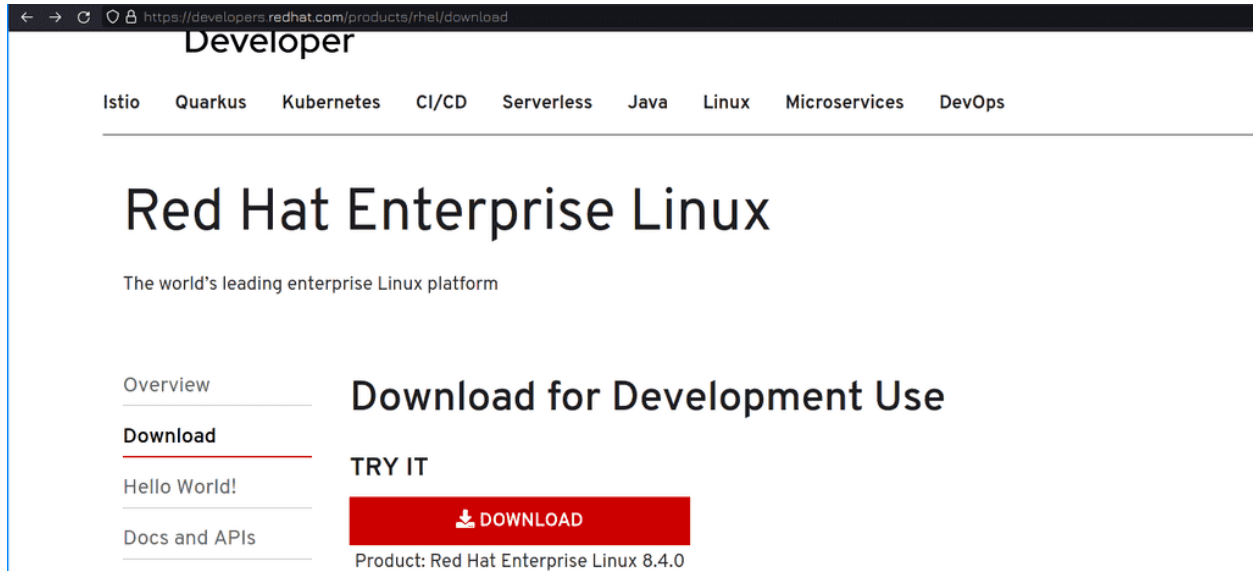 https://developers.redhat.com/products/rhel/download
Developer
Istio Quarkus Kubernetes CI/CD Serverless Java Linux Microservices DevOps
Red Hat Enterprise Linux
The world's leading enterprise Linux platform
Overview
Download
Hello World!
Docs and APIs
Download for Development Use
TRY IT
DOWNLOAD
Product: Red Hat Enterprise Linux 8.4.0